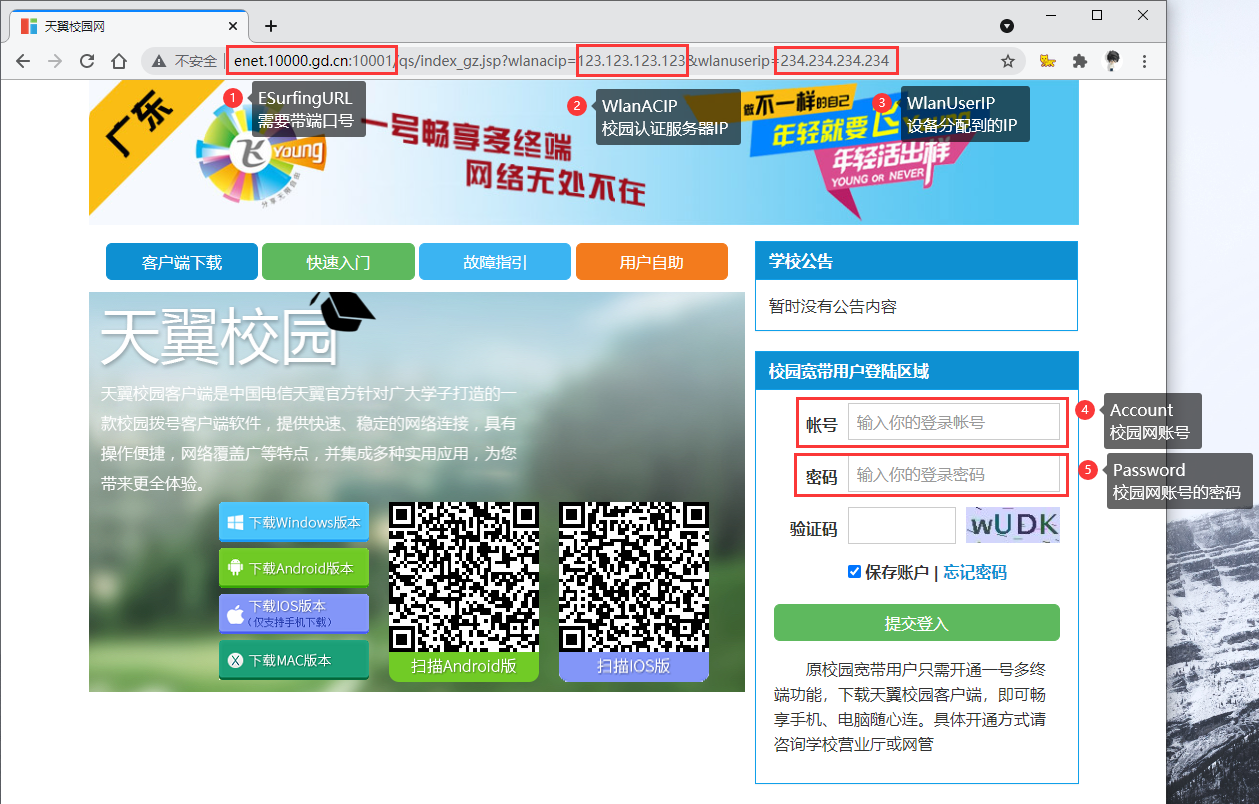 天翼校园网
不安全
enet.10000.gd.cn:10001/qs/index_gz.jsp?wlanacip=123.123.123.123&wlanuserip=234.234.234.234
1
ESurfingURL
需要带端口号
2
WlanACIP
校园认证服务器IP
3
WlanUserIP
设备分配到的IP
广东
Young
一号畅享多终端
网络无处不在
做不一样的自己
年轻就要
年轻活出样
YOUNG OR NEVER
客户端下载
快速入门
故障指引
用户自助
天翼校园
天翼校园客户端是中国电信天翼官方针对广大学子打造的一
款校园拨号客户端软件，提供快速、稳定的网络连接，具有
操作便捷，网络覆盖广等特点，并集成多种实用应用，为您
带来更全体验。
下载Windows版本
下载Android版本
下载IOS版本
（仅支持手机下载）
下载MAC版本
扫描Android版
扫描IOS版
学校公告
暂时没有公告内容
校园宽带用户登陆区域
帐号
输入你的登录帐号
4
Account
校园网账号
密码
输入你的登录密码
5
Password
校园网账号的密码
验证码
wUDK
保存账户 | 忘记密码
提交登入
原校园宽带用户只需开通一号多终
端功能，下载天翼校园客户端，即可畅
享手机、电脑随心连。具体开通方式请
咨询学校营业厅或网管